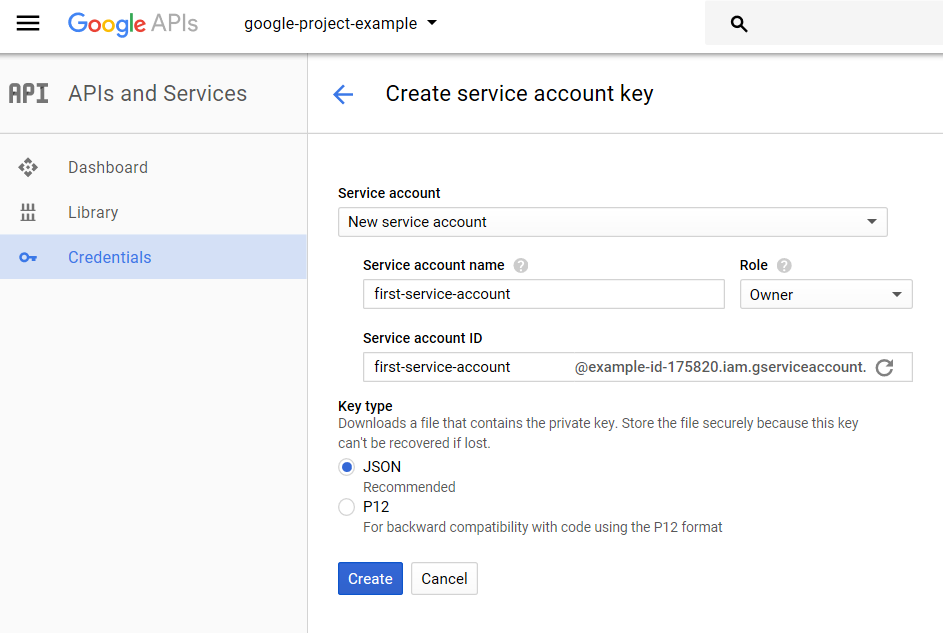 Google APIs
google-project-example
API
APIs and Services
Create service account key
Dashboard
Library
Credentials
Service account
New service account
Service account name ?
Role ?
first-service-account
Owner
Service account ID
first-service-account @example-id-175820.iam.gserviceaccount.
Key type
Downloads a file that contains the private key. Store the file securely because this key
can't be recovered if lost.
JSON
Recommended
P12
For backward compatibility with code using the P12 format
Create
Cancel